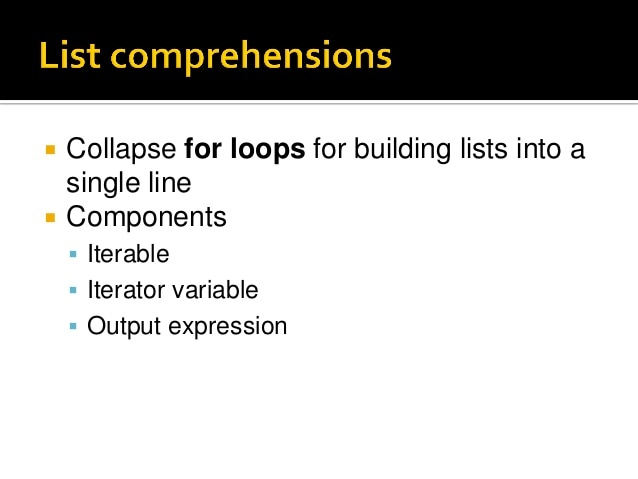 List comprehensions
Collapse for loops for building lists into a
single line
Components
Iterable
Iterator variable
Output expression